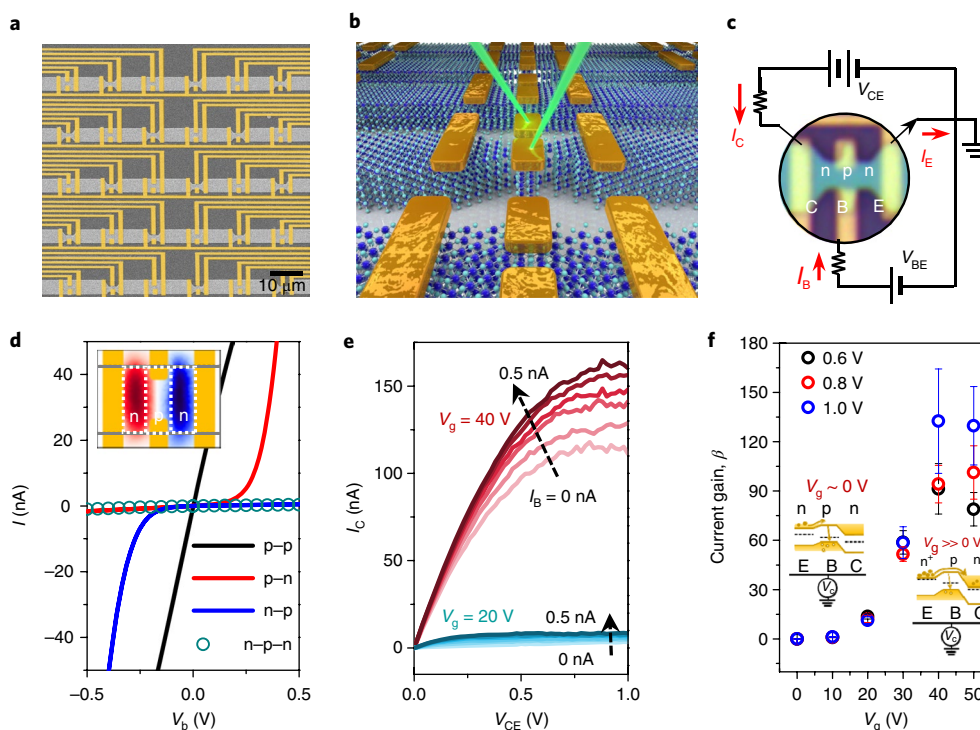 a
10 μm
b
c
V_CE
I_C
I_E
n p n
C B E
I_B
V_BE
d
I (nA)
40
20
0
−20
−40
n p n
p–p
p–n
n–p
n–p–n
−0.5
0.0
0.5
V_b (V)
e
I_C (nA)
150
100
50
0
0.5 nA
V_g = 40 V
I_B = 0 nA
V_g = 20 V
0.5 nA
0 nA
0.0
0.5
1.0
V_CE (V)
f
Current gain, β
180
150
120
90
60
30
0
0.6 V
0.8 V
1.0 V
V_g ~ 0 V
n p n
E B C
V_c
V_g >> 0 V
n⁺ p n
E B C
V_c
0 10 20 30 40 50
V_g (V)